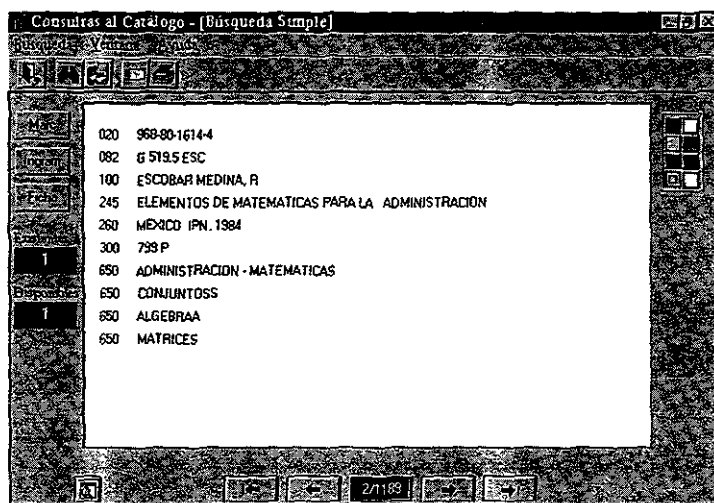 Consultas al Catálogo - [Búsqueda Simple]
Ayuda
020 968-80-1614-4
082 G 519.5 ESC
100 ESCOBAR MEDINA, R
245 ELEMENTOS DE MATEMATICAS PARA LA ADMINISTRACION
260 MEXICO IPN, 1984
300 799 P
650 ADMINISTRACION - MATEMATICAS
650 CONJUNTOSS
650 ALGEBRAA
650 MATRICES
1
1
2/1189